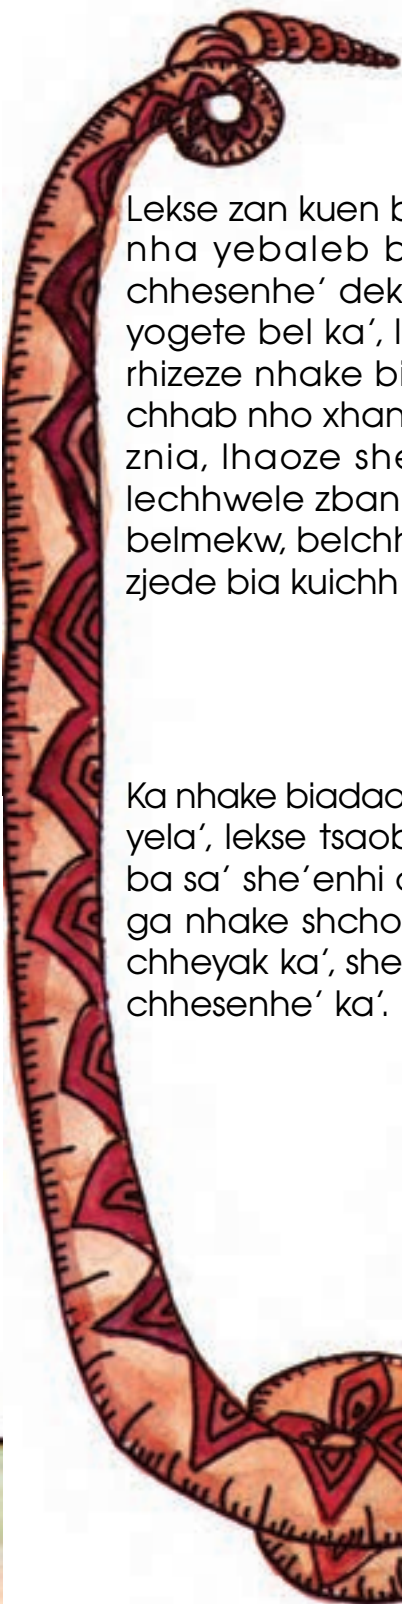 Lekse zan kuen b
nha yebaleb b
chhesenhe’ dek
yogete bel ka’, l
rhizeze nhake bi
chhab nho xhan
znia, lhaoze she
lechhwele zban
belmekw, belchh
zjede bia kuichh
Ka nhake biada
yela’, lekse tsaob
ba sa’ she’enhi
ga nhake shcho
chheyak ka’, she
chhesenhe’ ka’.